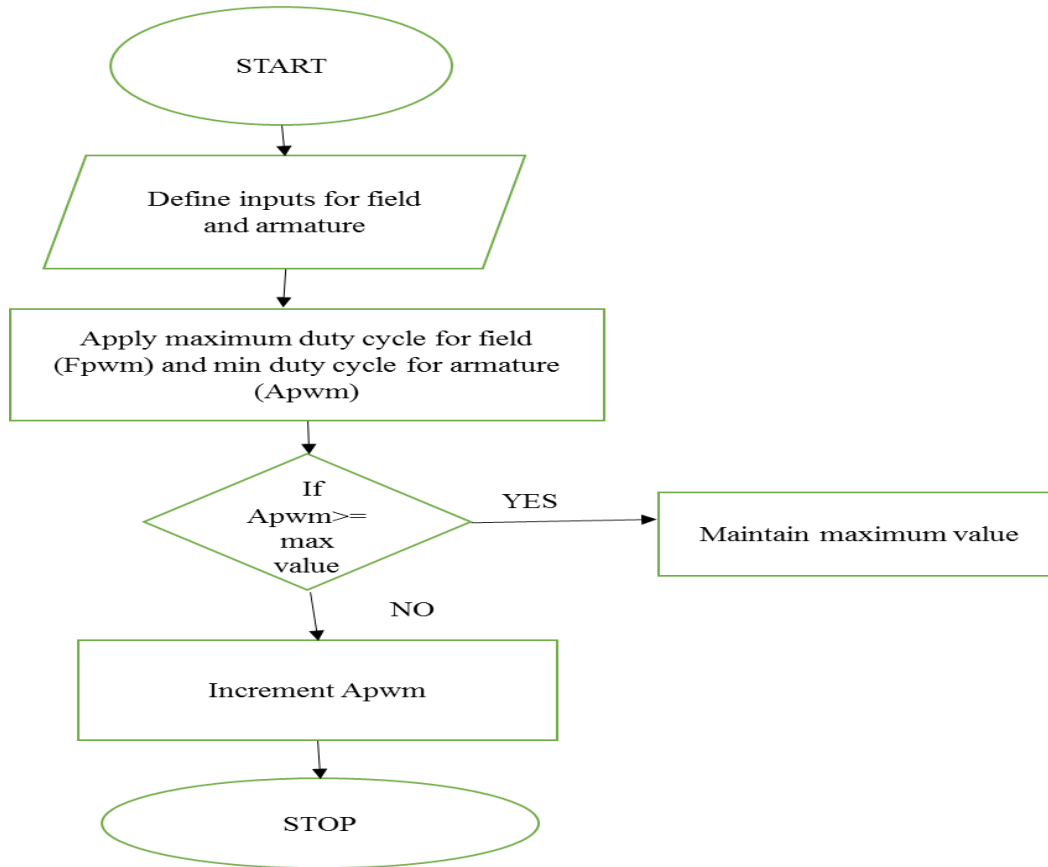 START
Define inputs for field
and armature
Apply maximum duty cycle for field
(Fpwm) and min duty cycle for armature
(Apwm)
If
Apwm>=
max
value
YES
Maintain maximum value
NO
Increment Apwm
STOP